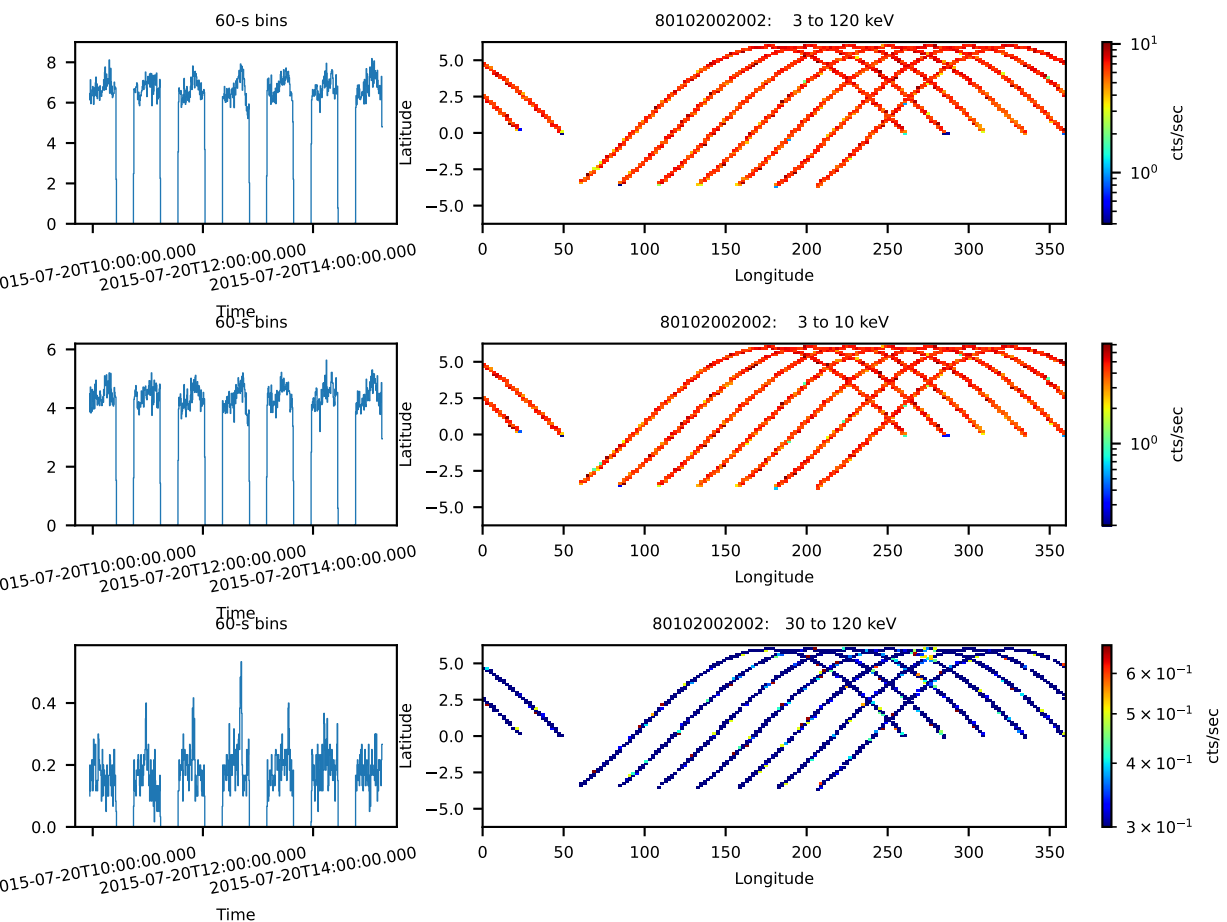 60-s bins
80102002002: 3 to 120 keV
8
6
4
2
0
015-07-20T10:00:00.000
2015-07-20T12:00:00.000
2015-07-20T14:00:00.000
Time
Latitude
5.0
2.5
0.0
−2.5
−5.0
0 50 100 150 200 250 300 350
Longitude
10¹
10⁰
cts/sec
60-s bins
80102002002: 3 to 10 keV
6
4
2
0
015-07-20T10:00:00.000
2015-07-20T12:00:00.000
2015-07-20T14:00:00.000
Time
Latitude
5.0
2.5
0.0
−2.5
−5.0
0 50 100 150 200 250 300 350
Longitude
10⁰
cts/sec
60-s bins
80102002002: 30 to 120 keV
0.4
0.2
0.0
015-07-20T10:00:00.000
2015-07-20T12:00:00.000
2015-07-20T14:00:00.000
Time
Latitude
5.0
2.5
0.0
−2.5
−5.0
0 50 100 150 200 250 300 350
Longitude
6 × 10⁻¹
5 × 10⁻¹
4 × 10⁻¹
3 × 10⁻¹
cts/sec